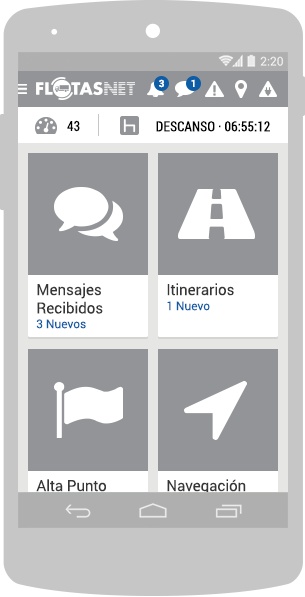 2:20
FLOTASNET 3 1
43 DESCANSO · 06:55:12
Mensajes
Recibidos
3 Nuevos
Itinerarios
1 Nuevo
Alta Punto
Navegación